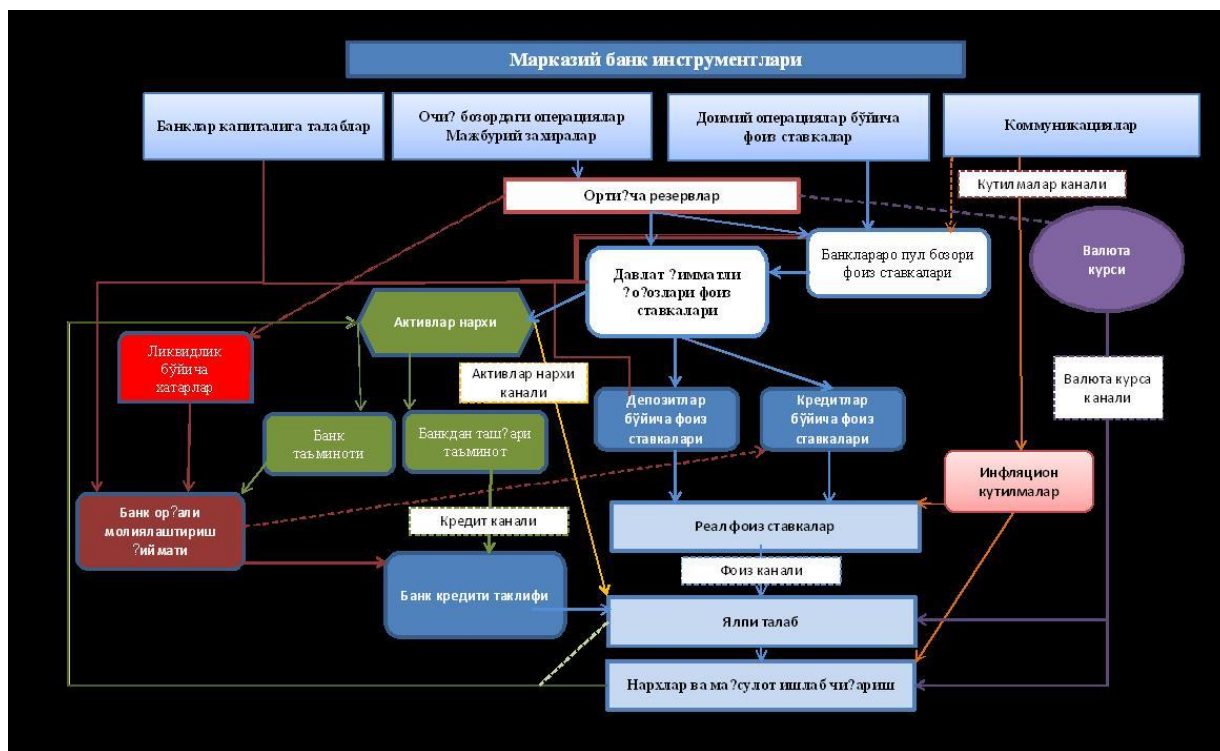 Марказий банк инструментлари
Банклар капиталига талаблар
Очи? бозордаги операциялар
Мажбурий захиралар
Доимий операциялар бўйича
фоиз ставкалар
Коммуникациялар
Кутилмалар канали
Орти?ча резервлар
Банклараро пул бозори
фоиз ставкалари
Валюта
курси
Давлат ?имматли
?о?озлари фоиз
ставкалари
Активлар нархи
Ликвидлик
бўйича
хатарлар
Активлар нархи
канали
Валюта курса
канали
Депозитлар
бўйича фоиз
ставкалари
Кредитлар
бўйича фоиз
ставкалари
Банк
таъминоти
Банкдан таш?ари
таъминот
Инфляцион
кутилмалар
Банк ор?али
молиялаштириш
?иймати
Кредит канали
Реал фоиз ставкалар
Фоиз канали
Банк кредити таклифи
Ялпи талаб
Нархлар ва ма?сулот ишлаб чи?ариш